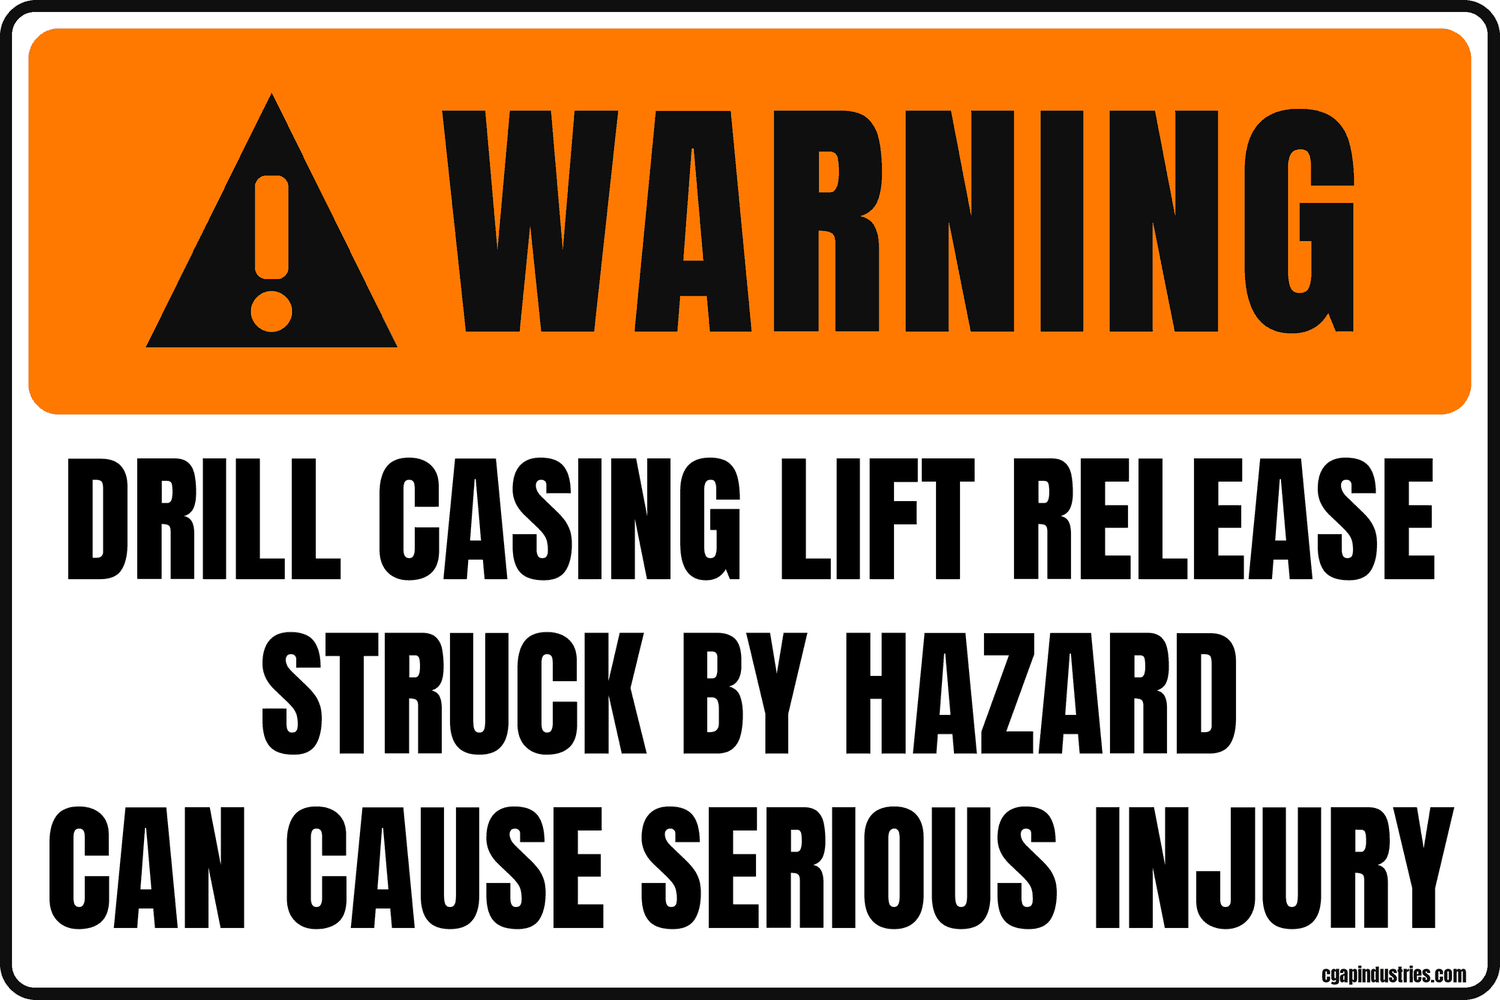 WARNING
DRILL CASING LIFT RELEASE
STRUCK BY HAZARD
CAN CAUSE SERIOUS INJURY
cgapindustries.com